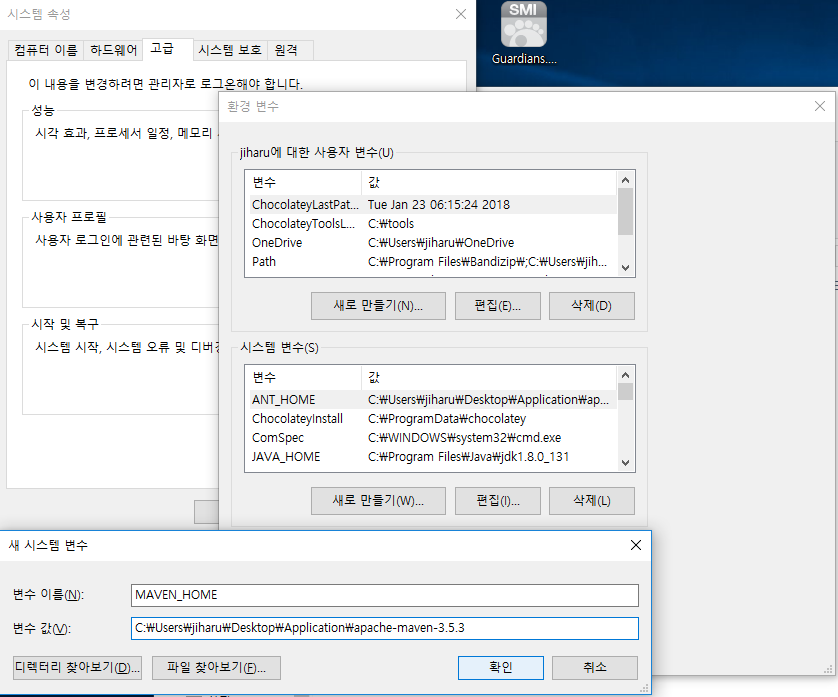 시스템 속성
SMI
Guardians....
컴퓨터 이름 하드웨어 고급 시스템 보호 원격
이 내용을 변경하려면 관리자로 로그온해야 합니다.
성능
시각 효과, 프로세서 일정, 메모리
사용자 프로필
사용자 로그인에 관련된 바탕 화면
시작 및 복구
시스템 시작, 시스템 오류 및 디버깅
환경 변수
jiharu에 대한 사용자 변수(U)
변수 값
ChocolateyLastPat... Tue Jan 23 06:15:24 2018
ChocolateyToolsL... C:₩tools
OneDrive C:₩Users₩jiharu₩OneDrive
Path C:₩Program Files₩Bandizip₩;C:₩Users₩jih...
새로 만들기(N)... 편집(E)... 삭제(D)
시스템 변수(S)
변수 값
ANT_HOME C:₩Users₩jiharu₩Desktop₩Application₩ap...
ChocolateyInstall C:₩ProgramData₩chocolatey
ComSpec C:₩WINDOWS₩system32₩cmd.exe
JAVA_HOME C:₩Program Files₩Java₩jdk1.8.0_131
새로 만들기(W)... 편집(I)... 삭제(L)
새 시스템 변수
변수 이름(N): MAVEN_HOME
변수 값(V): C:₩Users₩jiharu₩Desktop₩Application₩apache-maven-3.5.3
디렉터리 찾아보기(D)... 파일 찾아보기(F)... 확인 취소